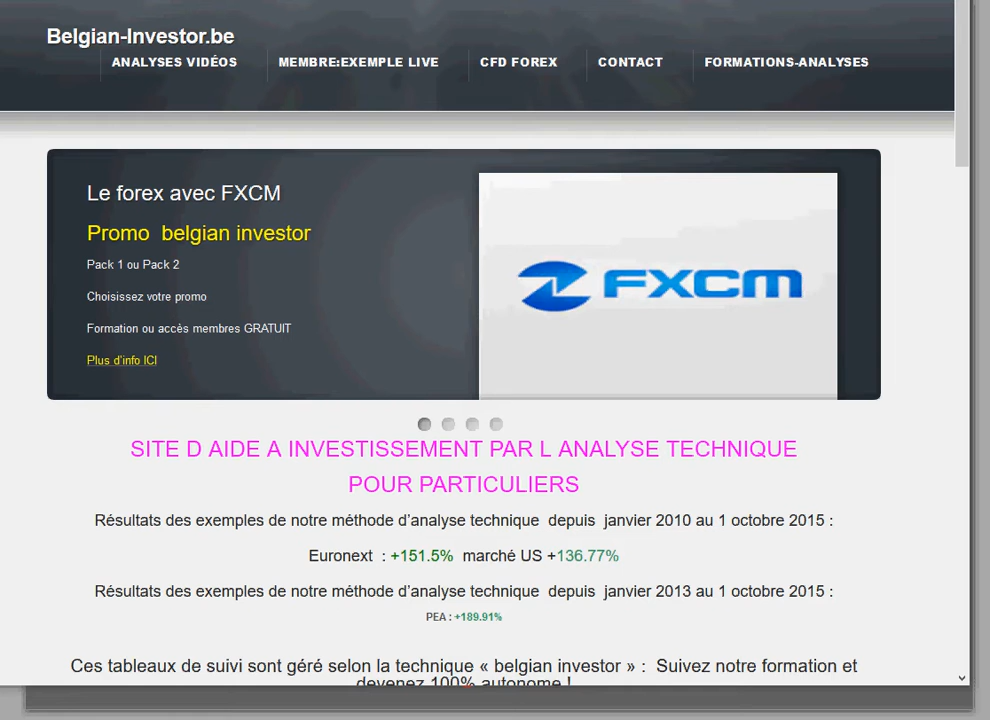 Belgian-Investor.be
ANALYSES VIDÉOS MEMBRE:EXEMPLE LIVE CFD FOREX CONTACT FORMATIONS-ANALYSES
Le forex avec FXCM
Promo belgian investor
Pack 1 ou Pack 2
Choisissez votre promo
Formation ou accès membres GRATUIT
Plus d'info ICI
FXCM
SITE D AIDE A INVESTISSEMENT PAR L ANALYSE TECHNIQUE
POUR PARTICULIERS
Résultats des exemples de notre méthode d'analyse technique depuis janvier 2010 au 1 octobre 2015 :
Euronext : +151.5% marché US +136.77%
Résultats des exemples de notre méthode d'analyse technique depuis janvier 2013 au 1 octobre 2015 :
PEA : +189.91%
Ces tableaux de suivi sont géré selon la technique « belgian investor » : Suivez notre formation et
devenez 100% autonome !